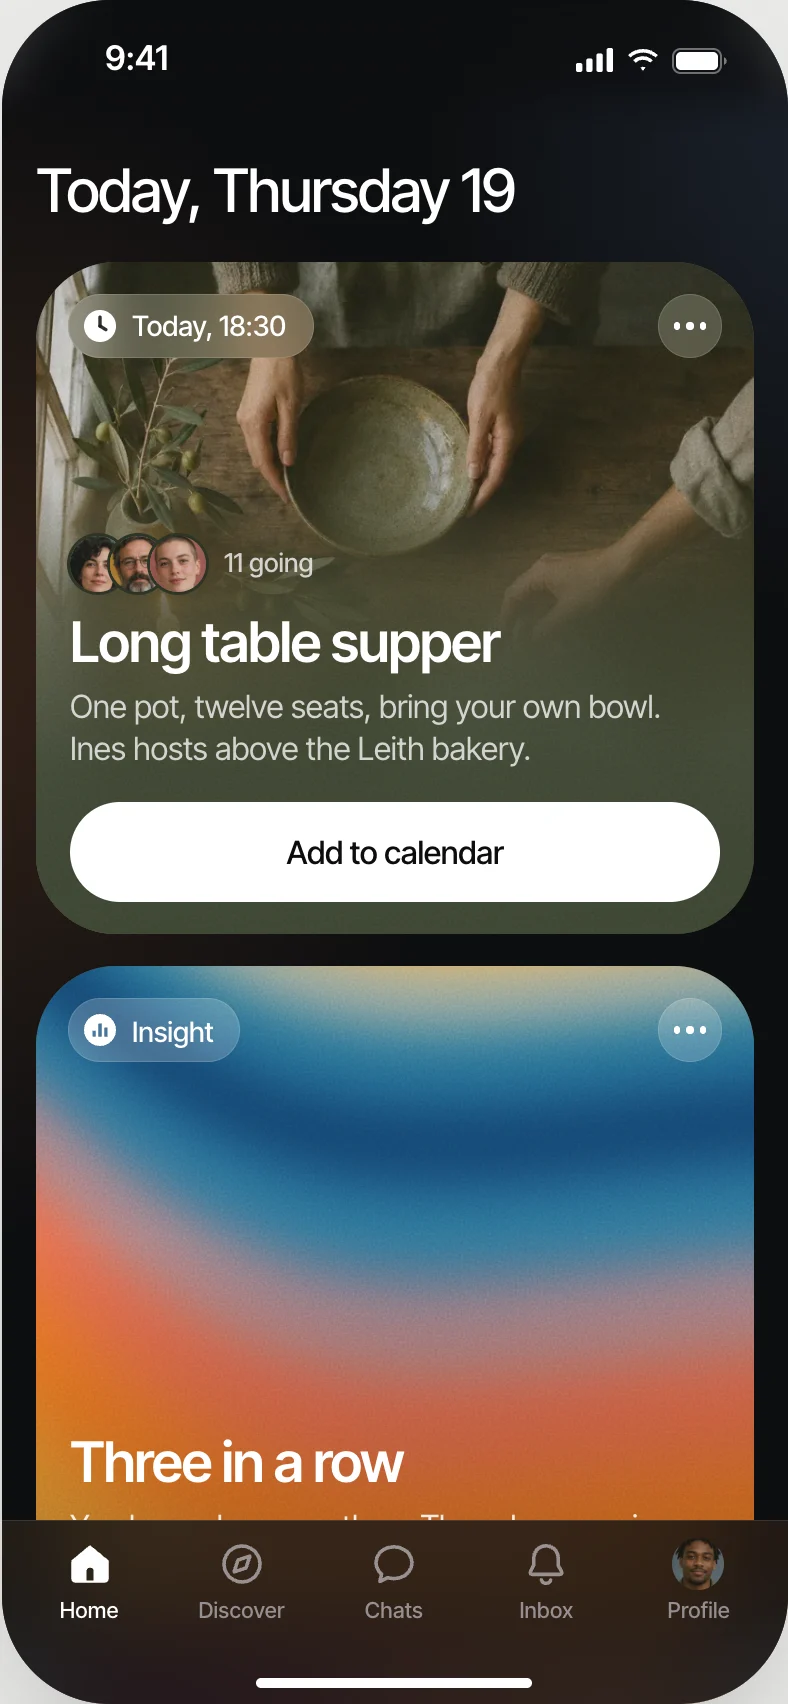 9:41
Today, Thursday 19
Today, 18:30
11 going
Long table supper
One pot, twelve seats, bring your own bowl.
Ines hosts above the Leith bakery.
Add to calendar
Insight
Three in a row
Home
Discover
Chats
Inbox
Profile